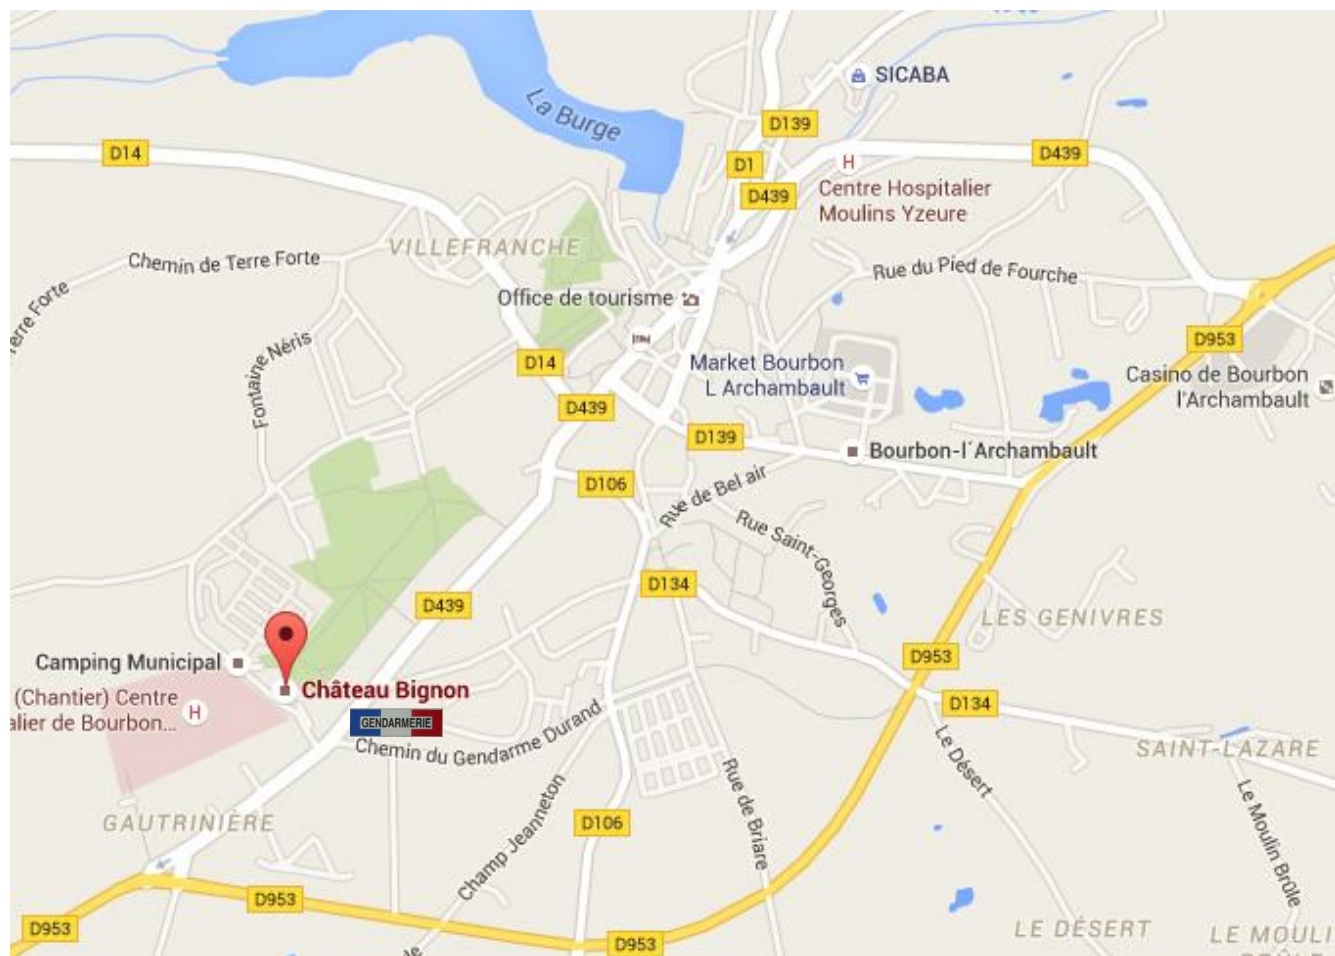 La Burge
SICABA
D139
D14
D1
D439
D439
Centre Hospitalier
Moulins Yzeure
VILLEFRANCHE
Chemin de Terre Forte
Terre Forte
Rue du Pied de Fourche
Office de tourisme
D953
D14
Market Bourbon
L Archambault
Fontaine Néris
Casino de Bourbon
l'Archambault
D439
D139
Bourbon-l´Archambault
D106
Rue de Bel air
Rue Saint-Georges
D134
D439
LES GENIVRES
D953
Camping Municipal
Château Bignon
(Chantier) Centre
alier de Bourbon...
H
H
GENDARMERIE
D134
Chemin du Gendarme Durand
Le Désert
SAINT-LAZARE
Rue de Briare
Champ Jeanneton
Le Moulin Brûle
GAUTRINIÈRE
D106
D953
D953
D953
de
LE DÉSERT
LE MOULI